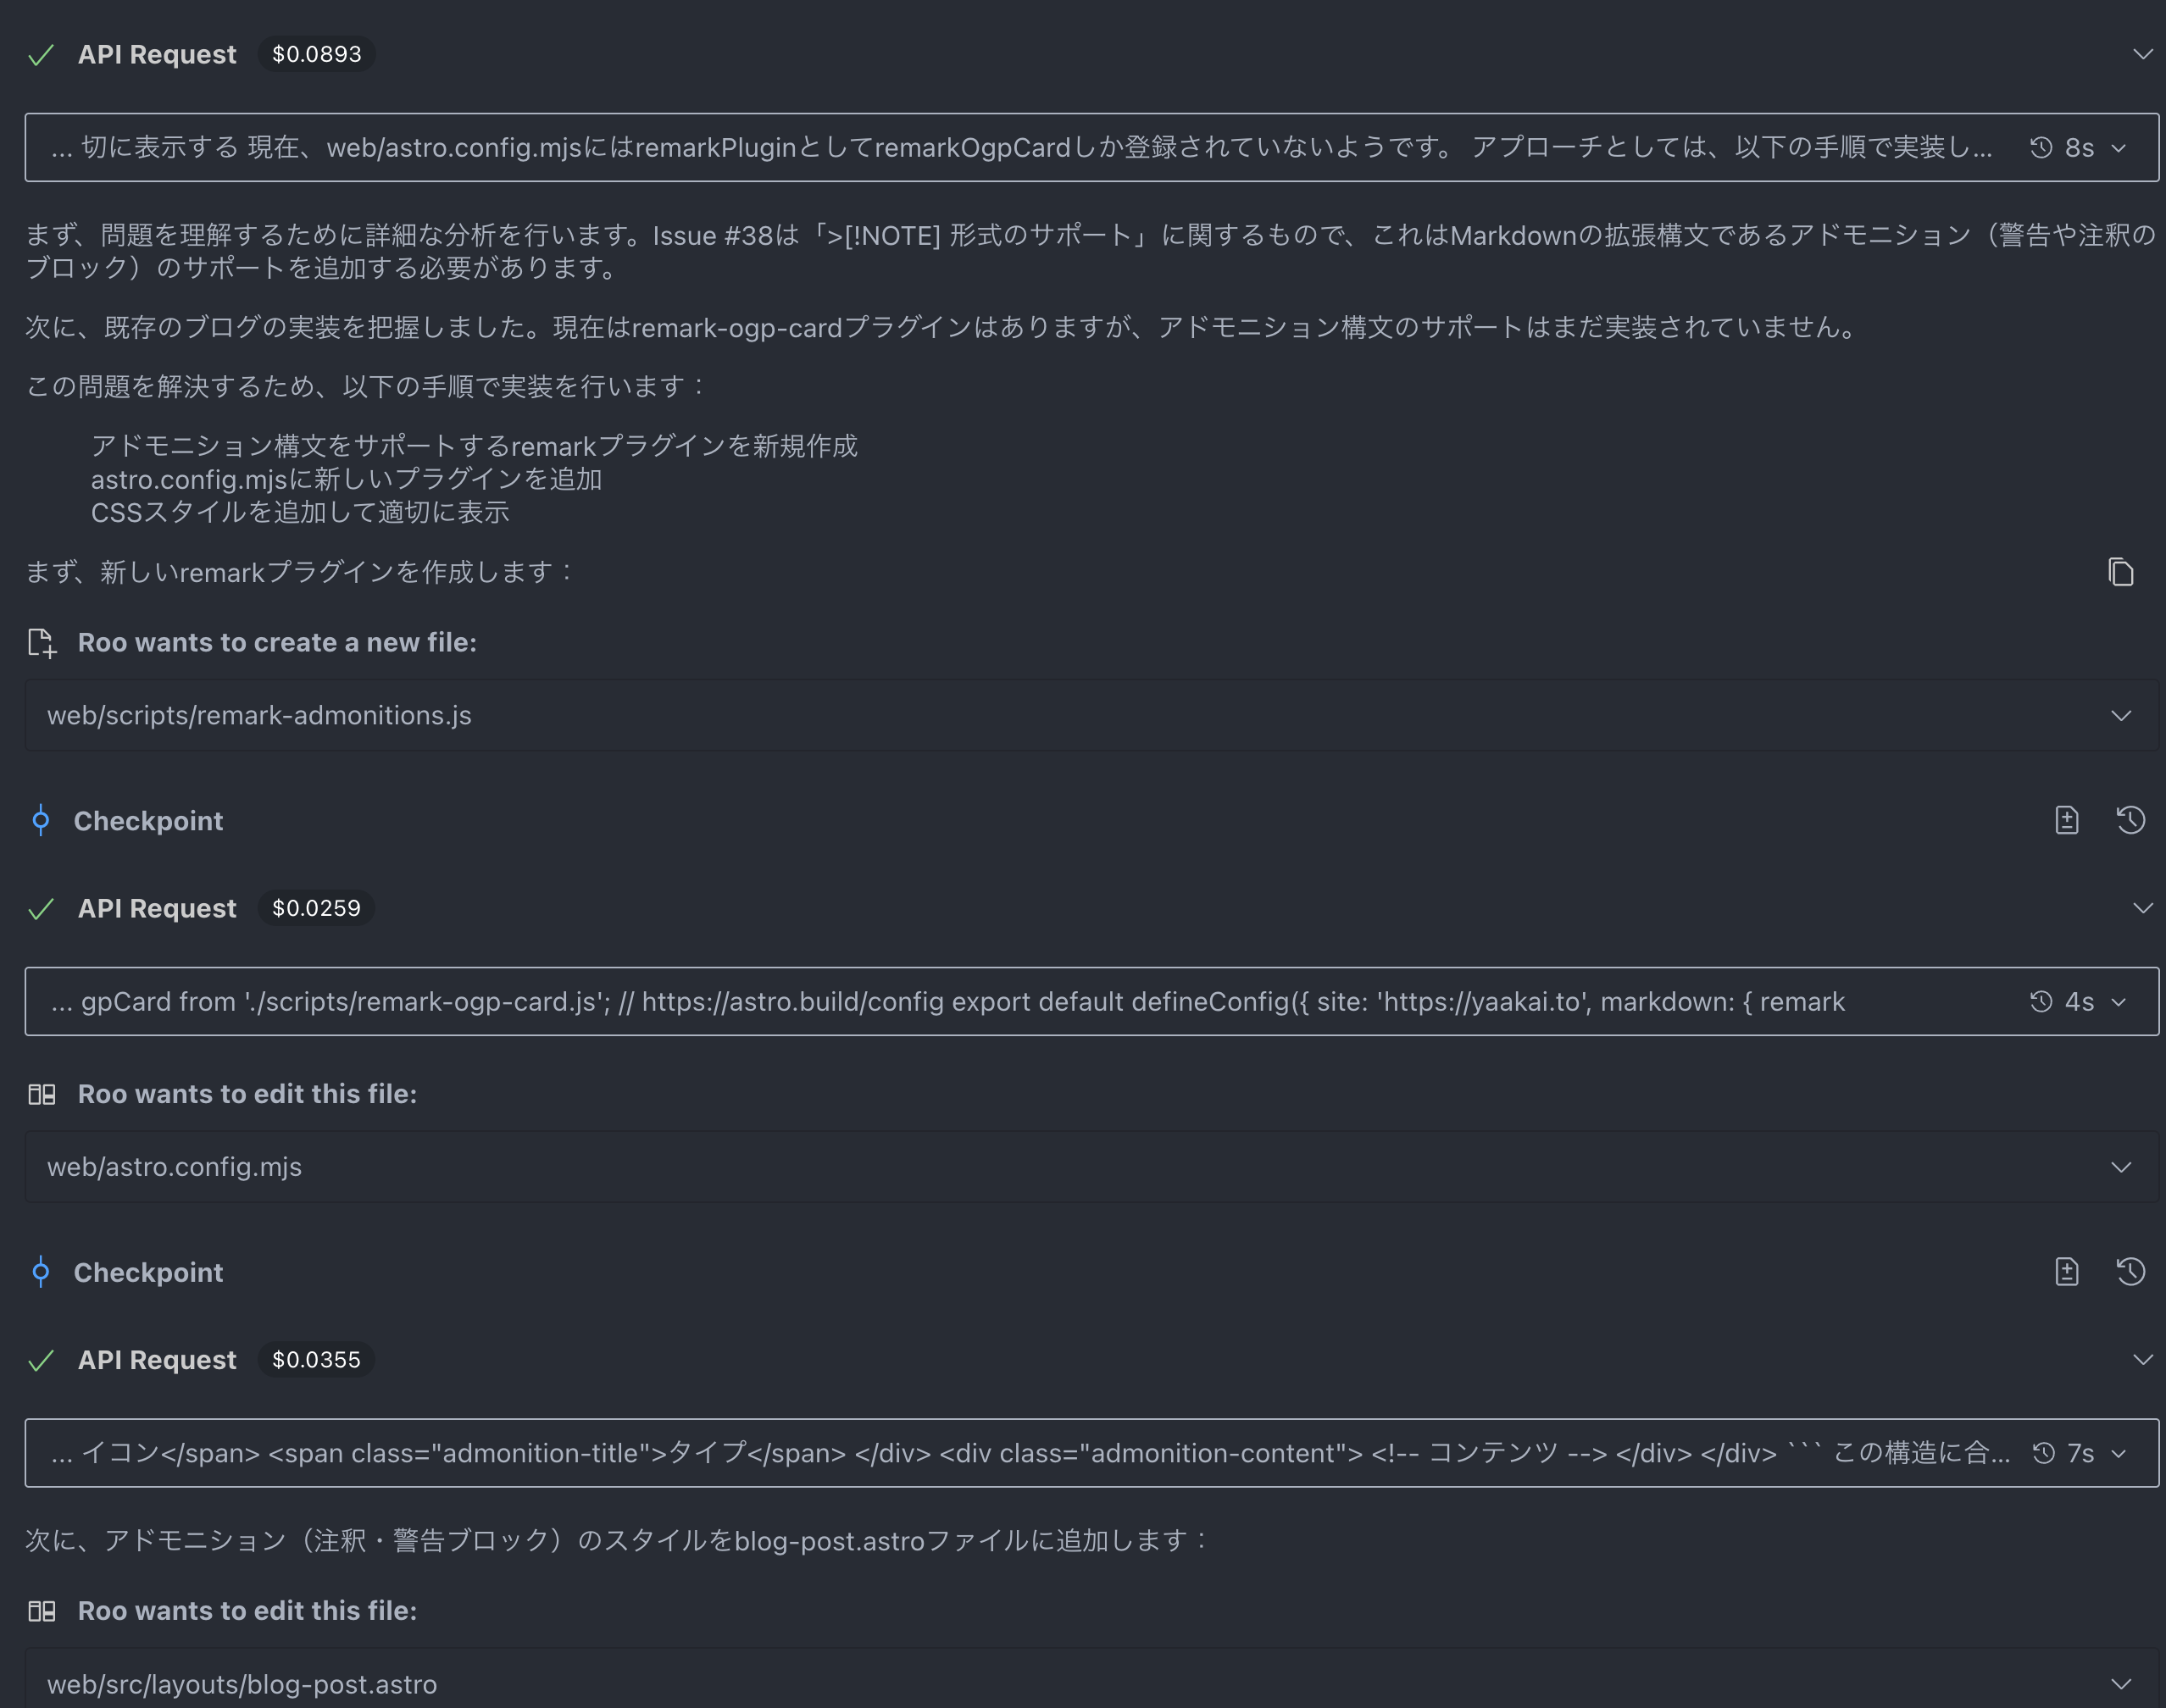 API Request $0.0893
... 切に表示する 現在、web/astro.config.mjsにはremarkPluginとしてremarkOgpCardしか登録されていないようです。 アプローチとしては、以下の手順で実装し... 8s
まず、問題を理解するために詳細な分析を行います。Issue #38は「>[!NOTE] 形式のサポート」に関するもので、これはMarkdownの拡張構文であるアドモニション（警告や注釈の
ブロック）のサポートを追加する必要があります。
次に、既存のブログの実装を把握しました。現在はremark-ogp-cardプラグインはありますが、アドモニション構文のサポートはまだ実装されていません。
この問題を解決するため、以下の手順で実装を行います：
アドモニション構文をサポートするremarkプラグインを新規作成
astro.config.mjsに新しいプラグインを追加
CSSスタイルを追加して適切に表示
まず、新しいremarkプラグインを作成します：
Roo wants to create a new file:
web/scripts/remark-admonitions.js
Checkpoint
API Request $0.0259
... gpCard from './scripts/remark-ogp-card.js'; // https://astro.build/config export default defineConfig({ site: 'https://yaakai.to', markdown: { remark 4s
Roo wants to edit this file:
web/astro.config.mjs
Checkpoint
API Request $0.0355
... イコン</span> <span class="admonition-title">タイプ</span> </div> <div class="admonition-content"> <!-- コンテンツ --> </div> </div> ``` この構造に合... 7s
次に、アドモニション（注釈・警告ブロック）のスタイルをblog-post.astroファイルに追加します：
Roo wants to edit this file:
web/src/layouts/blog-post.astro